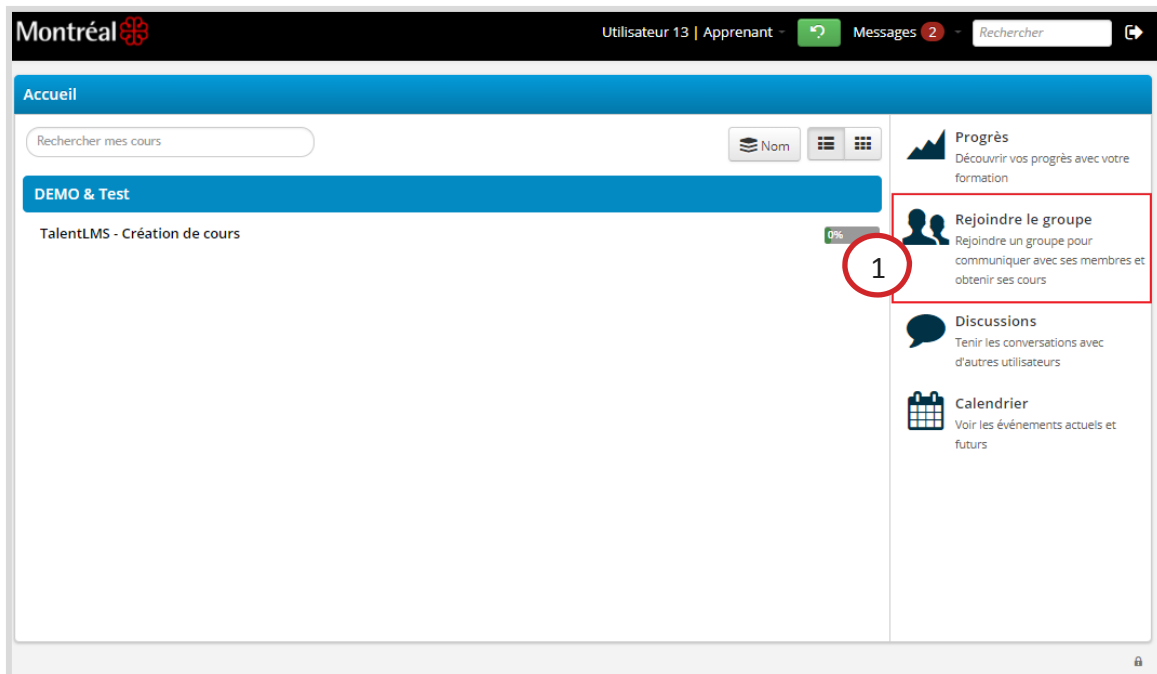 Montréal
Utilisateur 13 | Apprenant
Messages 2
Rechercher
Accueil
Rechercher mes cours
Nom
DEMO & Test
TalentLMS - Création de cours
0%
1
Progrès
Découvrir vos progrès avec votre
formation
Rejoindre le groupe
Rejoindre un groupe pour
communiquer avec ses membres et
obtenir ses cours
Discussions
Tenir les conversations avec
d'autres utilisateurs
Calendrier
Voir les événements actuels et
futurs